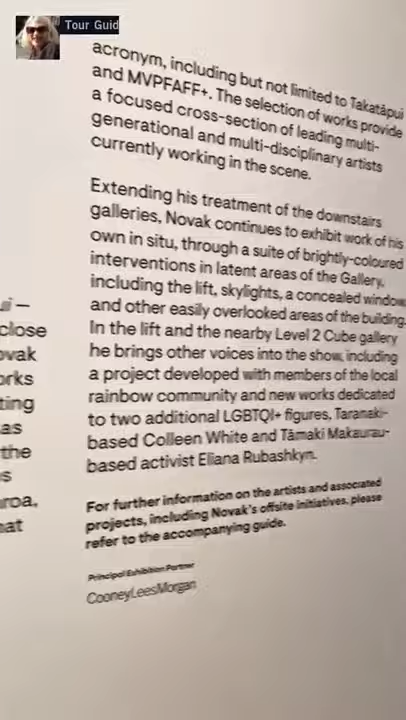 Tour Guid
acronym, including but not limited to Takatāpui
and MVPFAFF+. The selection of works provide
a focused cross-section of leading multi-
generational and multi-disciplinary artists
currently working in the scene.
Extending his treatment of the downstairs
galleries, Novak continues to exhibit work of his
own in situ, through a suite of brightly-coloured
interventions in latent areas of the Gallery,
including the lift, skylights, a concealed window
and other easily overlooked areas of the building.
In the lift and the nearby Level 2 Cube gallery
he brings other voices into the show, including
a project developed with members of the local
rainbow community and new works dedicated
to two additional LGBTQI+ figures, Taranaki-
based Colleen White and Tāmaki Makaurau-
based activist Eliana Rubashkyn.
For further information on the artists and associated
projects, including Novak's offsite initiatives, please
refer to the accompanying guide.
Principal Exhibition Partner
CooneyLeesMorgan
close
as
the